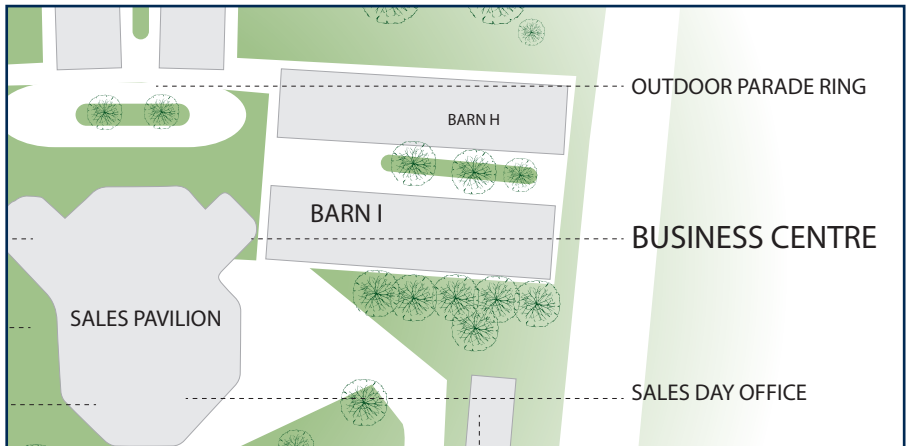 OUTDOOR PARADE RING
BARN H
BARN I
BUSINESS CENTRE
SALES PAVILION
SALES DAY OFFICE